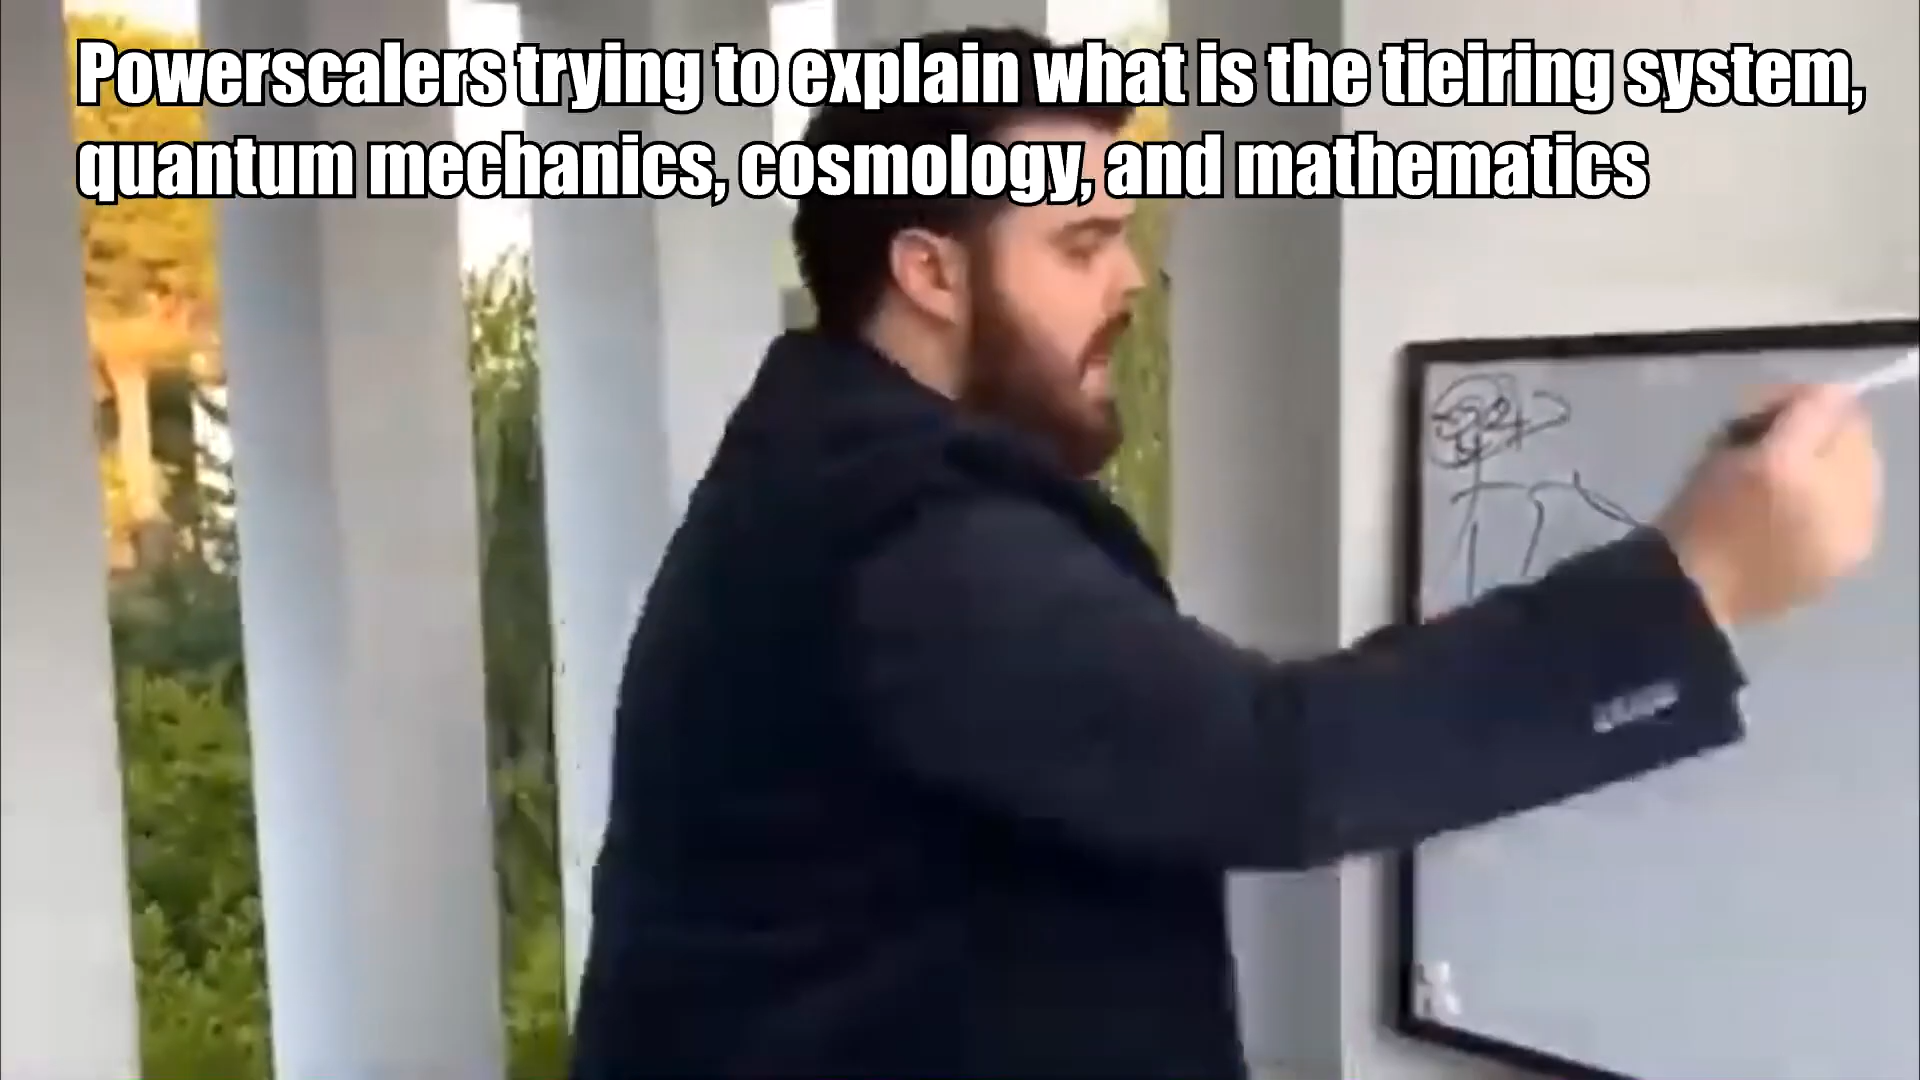 Powerscalers trying to explain what is the tieiring system,
quantum mechanics, cosmology, and mathematics